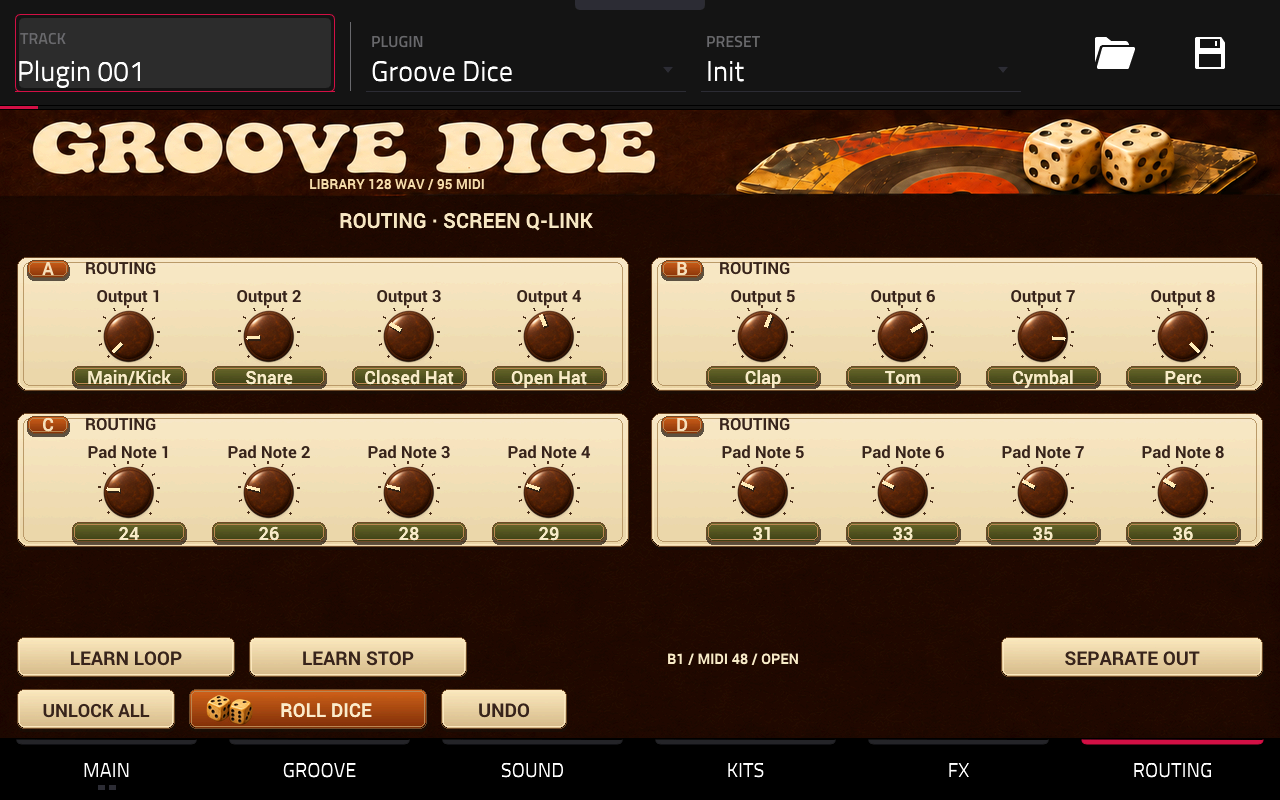 TRACK
Plugin 001
PLUGIN
Groove Dice
PRESET
Init
GROOVE DICE
LIBRARY 128 WAV / 95 MIDI
ROUTING · SCREEN Q-LINK
A ROUTING
Output 1 Output 2 Output 3 Output 4
Main/Kick Snare Closed Hat Open Hat
B ROUTING
Output 5 Output 6 Output 7 Output 8
Clap Tom Cymbal Perc
C ROUTING
Pad Note 1 Pad Note 2 Pad Note 3 Pad Note 4
24 26 28 29
D ROUTING
Pad Note 5 Pad Note 6 Pad Note 7 Pad Note 8
31 33 35 36
LEARN LOOP LEARN STOP B1 / MIDI 48 / OPEN SEPARATE OUT
UNLOCK ALL ROLL DICE UNDO
MAIN GROOVE SOUND KITS FX ROUTING